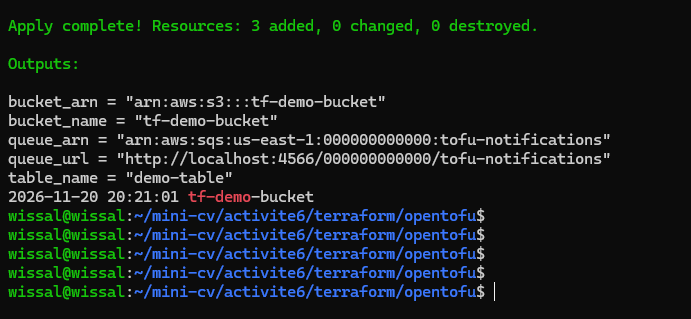 Apply complete! Resources: 3 added, 0 changed, 0 destroyed.
Outputs:
bucket_arn = "arn:aws:s3:::tf-demo-bucket"
bucket_name = "tf-demo-bucket"
queue_arn = "arn:aws:sqs:us-east-1:000000000000:tofu-notifications"
queue_url = "http://localhost:4566/000000000000/tofu-notifications"
table_name = "demo-table"
2026-11-20 20:21:01 tf-demo-bucket
wissal@wissal:~/mini-cv/activite6/terraform/opentofu$
wissal@wissal:~/mini-cv/activite6/terraform/opentofu$
wissal@wissal:~/mini-cv/activite6/terraform/opentofu$
wissal@wissal:~/mini-cv/activite6/terraform/opentofu$
wissal@wissal:~/mini-cv/activite6/terraform/opentofu$